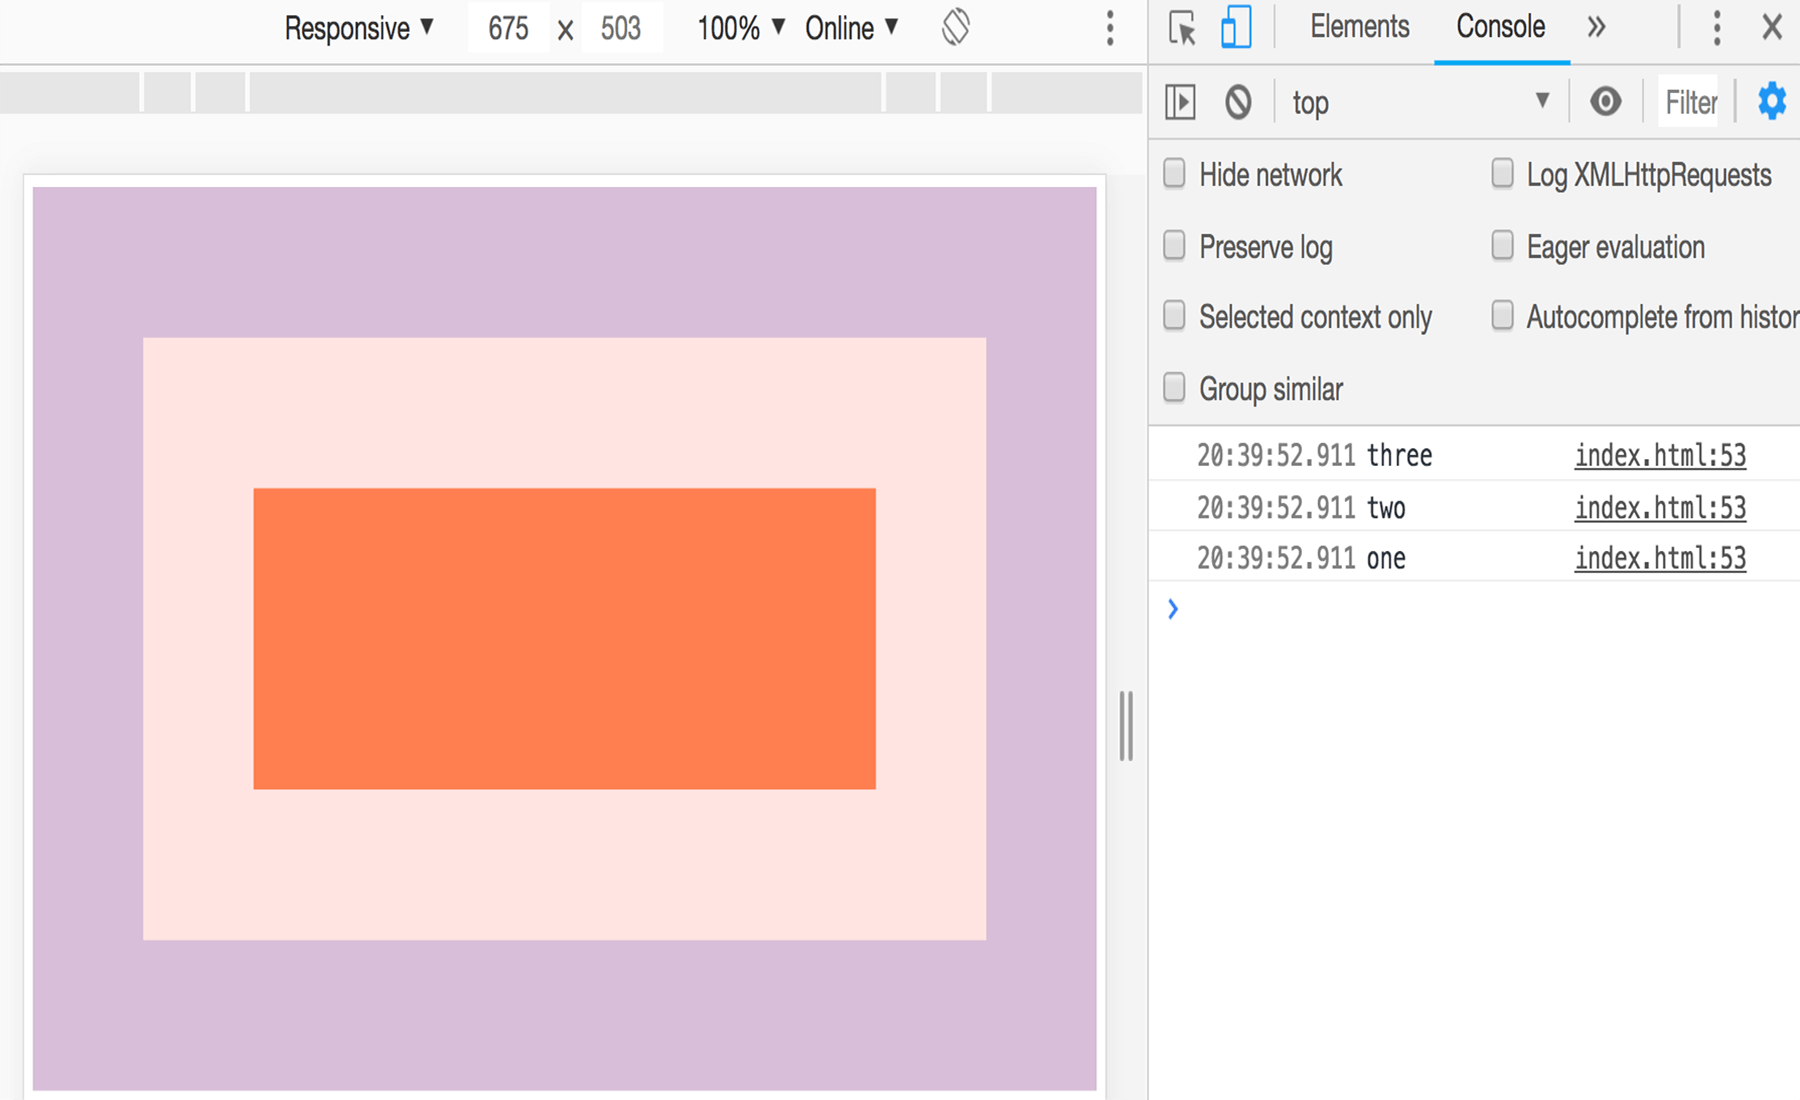 Responsive ▼ 675 x 503 100% ▼ Online ▼
Elements Console »
top ▼ Filter
Hide network Log XMLHttpRequests
Preserve log Eager evaluation
Selected context only Autocomplete from histor
Group similar
20:39:52.911 three index.html:53
20:39:52.911 two index.html:53
20:39:52.911 one index.html:53